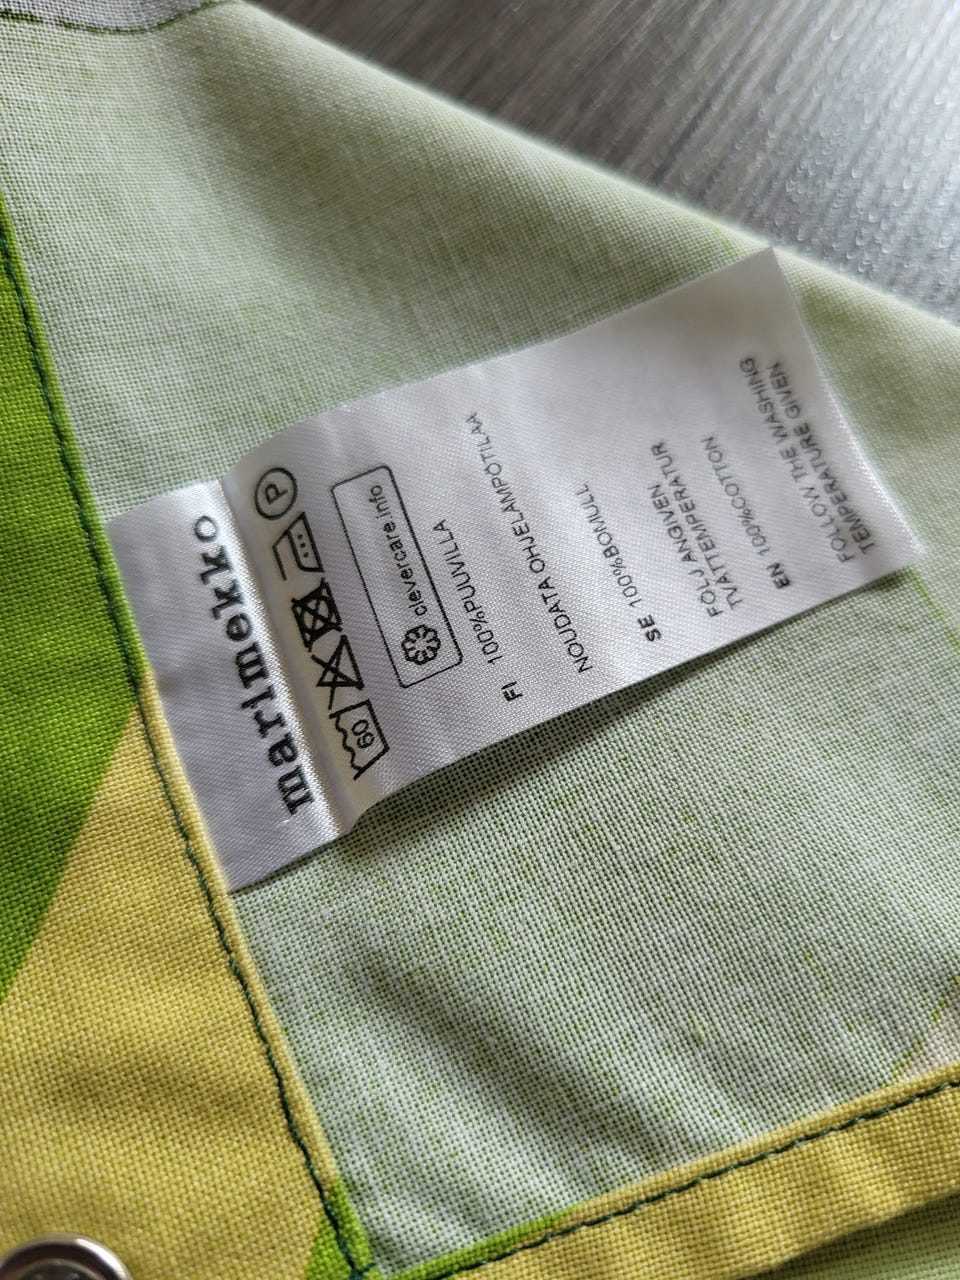 marimekko
60 P
clevercare.info
FI 100%PUUVILLA
NOUDATA OHJELÄMPÖTILAA
SE 100%BOMULL
FÖLJ ANGIVEN
TVÄTTEMPERATUR
EN 100%COTTON
FOLLOW THE WASHING
TEMPERATURE GIVEN